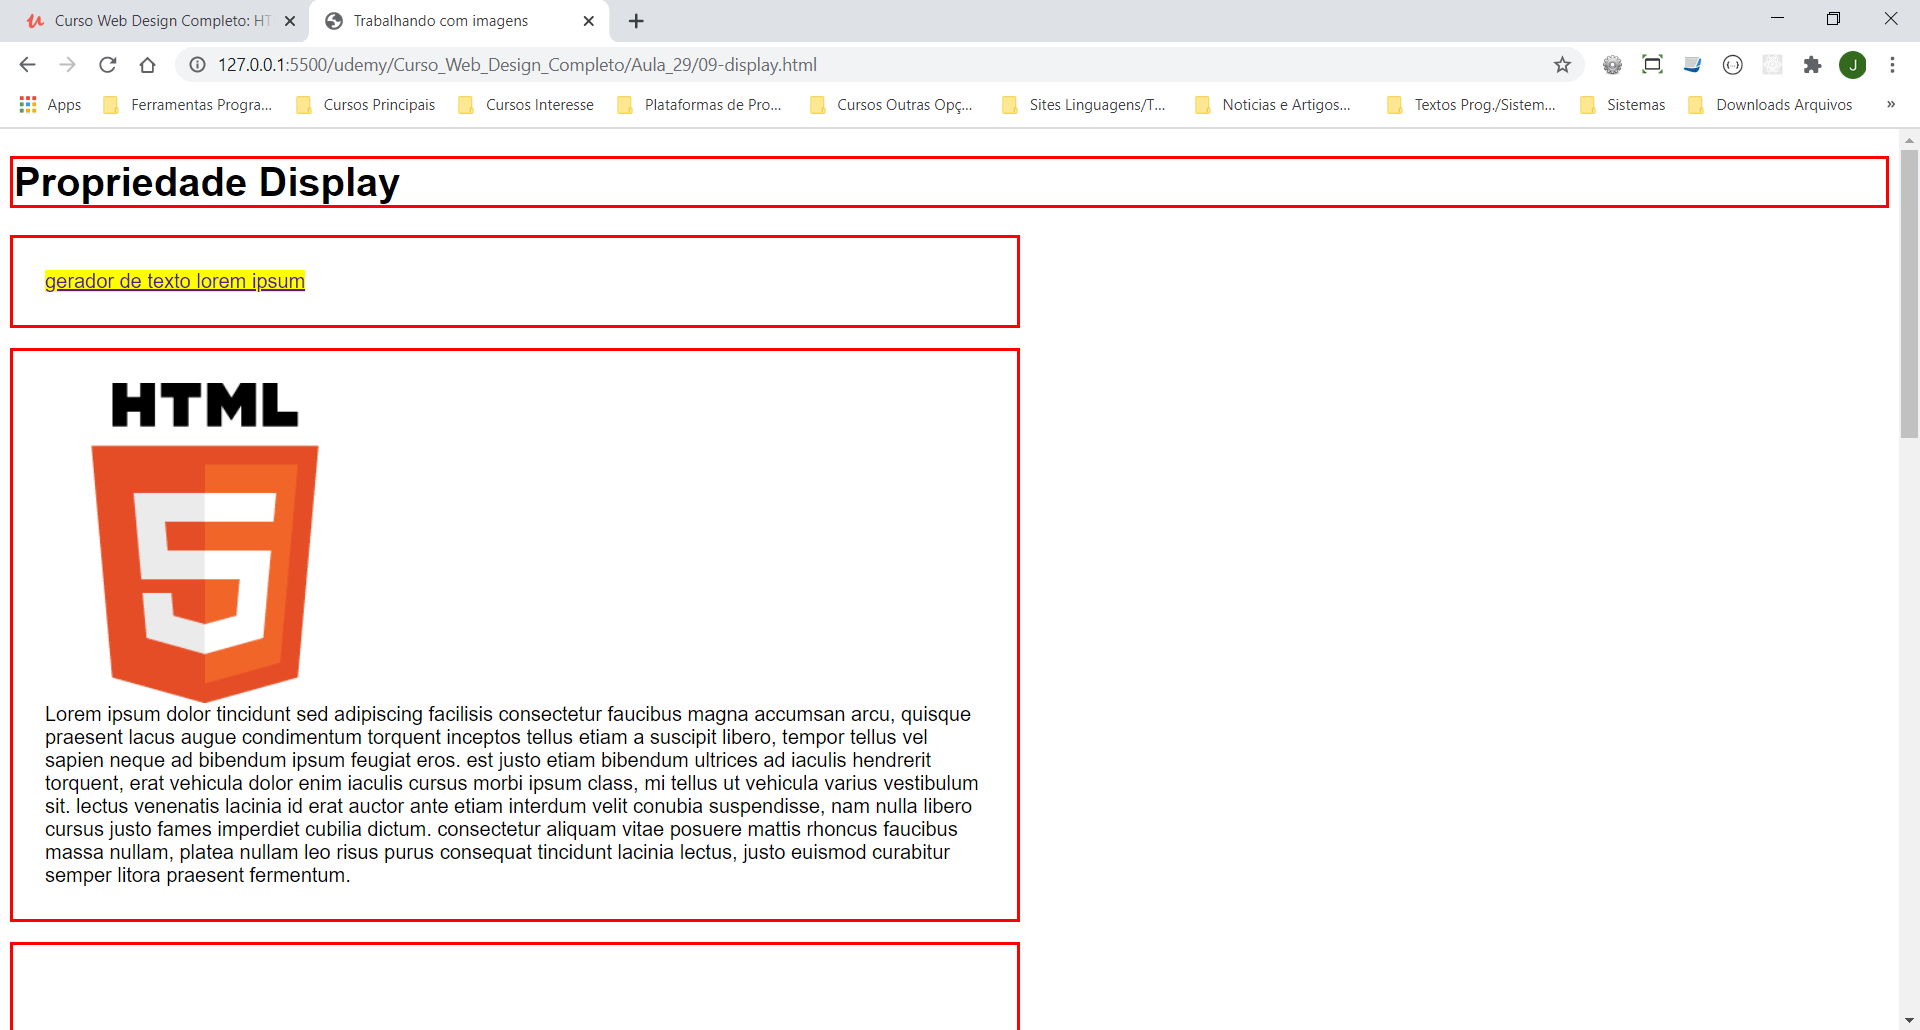 Curso Web Design Completo: HT
Trabalhando com imagens
127.0.0.1:5500/udemy/Curso_Web_Design_Completo/Aula_29/09-display.html
J
Apps
Ferramentas Progra...
Cursos Principais
Cursos Interesse
Plataformas de Pro...
Cursos Outras Opç...
Sites Linguagens/T...
Noticias e Artigos...
Textos Prog./Sistem...
Sistemas
Downloads Arquivos
»
Propriedade Display
gerador de texto lorem ipsum
HTML
5
Lorem ipsum dolor tincidunt sed adipiscing facilisis consectetur faucibus magna accumsan arcu, quisque
praesent lacus augue condimentum torquent inceptos tellus etiam a suscipit libero, tempor tellus vel
sapien neque ad bibendum ipsum feugiat eros. est justo etiam bibendum ultrices ad iaculis hendrerit
torquent, erat vehicula dolor enim iaculis cursus morbi ipsum class, mi tellus ut vehicula varius vestibulum
sit. lectus venenatis lacinia id erat auctor ante etiam interdum velit conubia suspendisse, nam nulla libero
cursus justo fames imperdiet cubilia dictum. consectetur aliquam vitae posuere mattis rhoncus faucibus
massa nullam, platea nullam leo risus purus consequat tincidunt lacinia lectus, justo euismod curabitur
semper litora praesent fermentum.